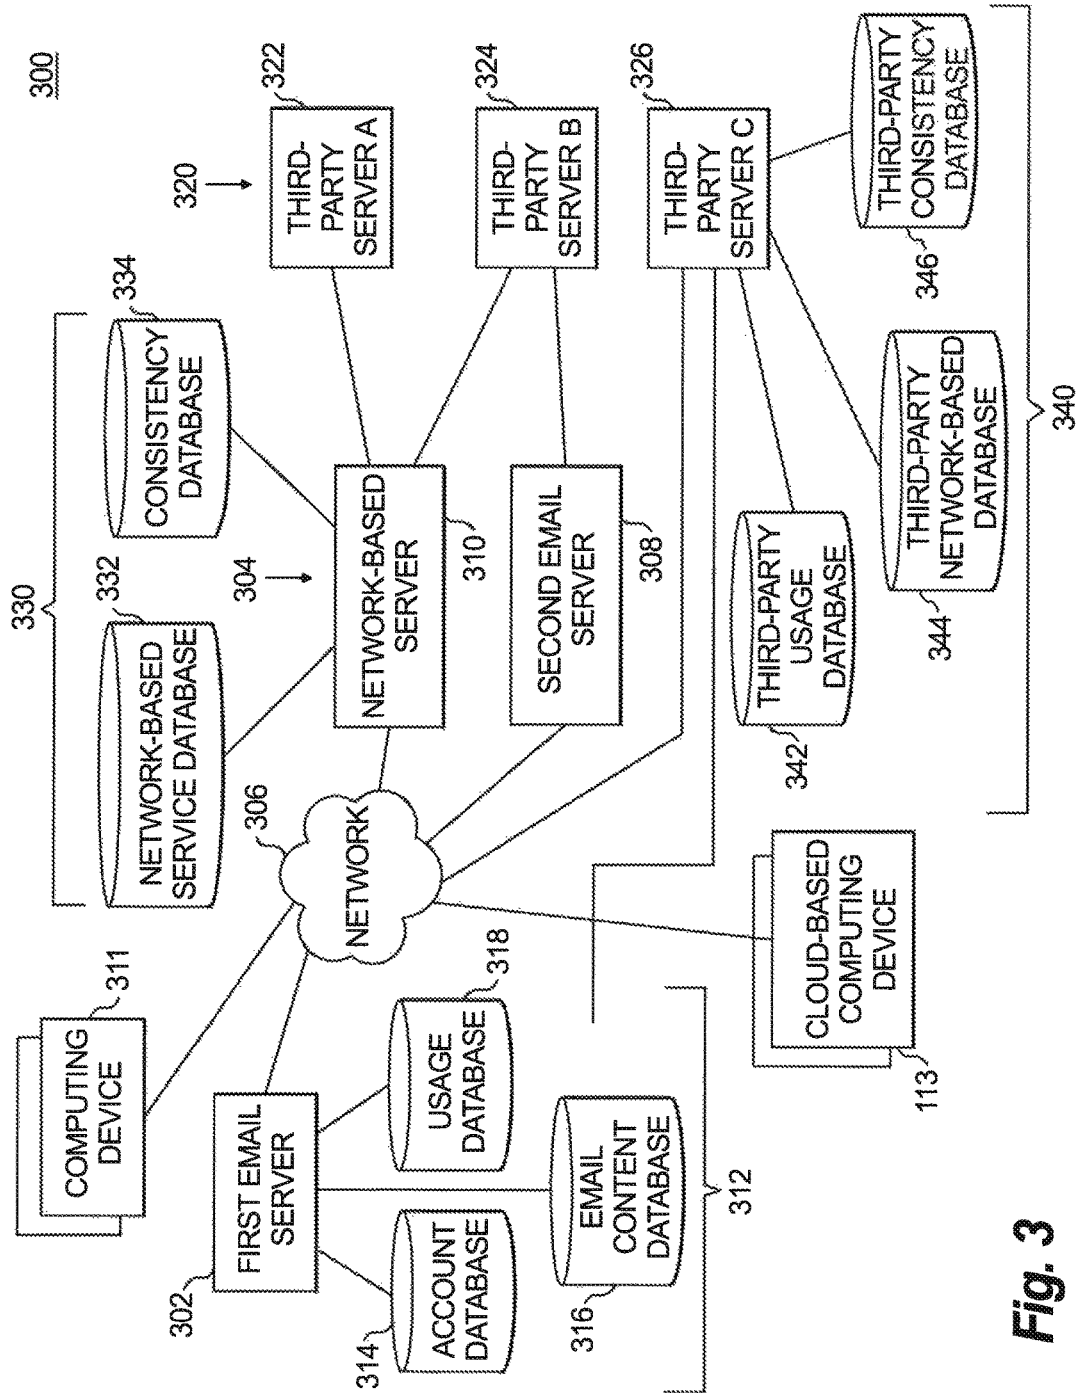 300
330
332
334
NETWORK-BASED
SERVICE DATABASE
CONSISTENCY
DATABASE
320
322
THIRD-
PARTY
SERVER A
311
COMPUTING
DEVICE
306
NETWORK
304
NETWORK-BASED
SERVER
310
324
THIRD-
PARTY
SERVER B
302
FIRST EMAIL
SERVER
SECOND EMAIL
SERVER
308
326
THIRD-
PARTY
SERVER C
314
ACCOUNT
DATABASE
318
USAGE
DATABASE
316
EMAIL
CONTENT
DATABASE
312
113
CLOUD-BASED
COMPUTING
DEVICE
342
THIRD-PARTY
USAGE
DATABASE
344
THIRD-PARTY
NETWORK-BASED
DATABASE
346
THIRD-PARTY
CONSISTENCY
DATABASE
340
Fig. 3